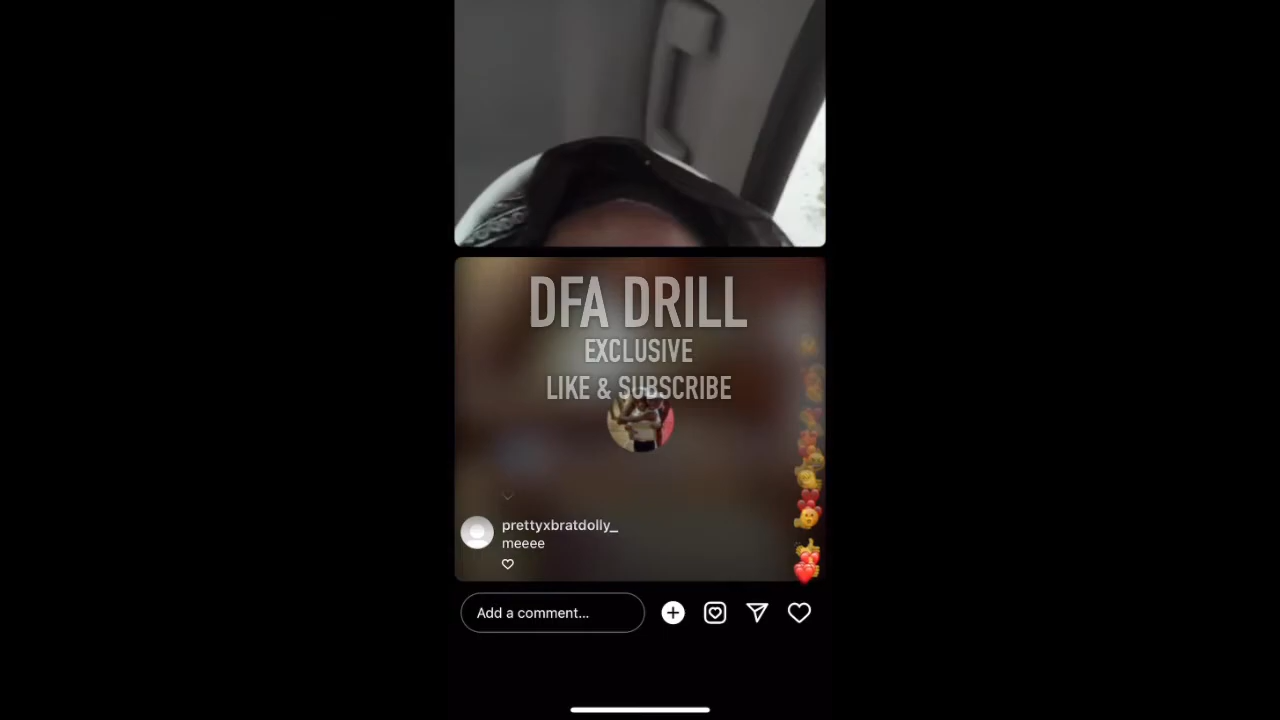 DFA DRILL
EXCLUSIVE
LIKE & SUBSCRIBE
prettyxbratdolly_
meeee
Add a comment...